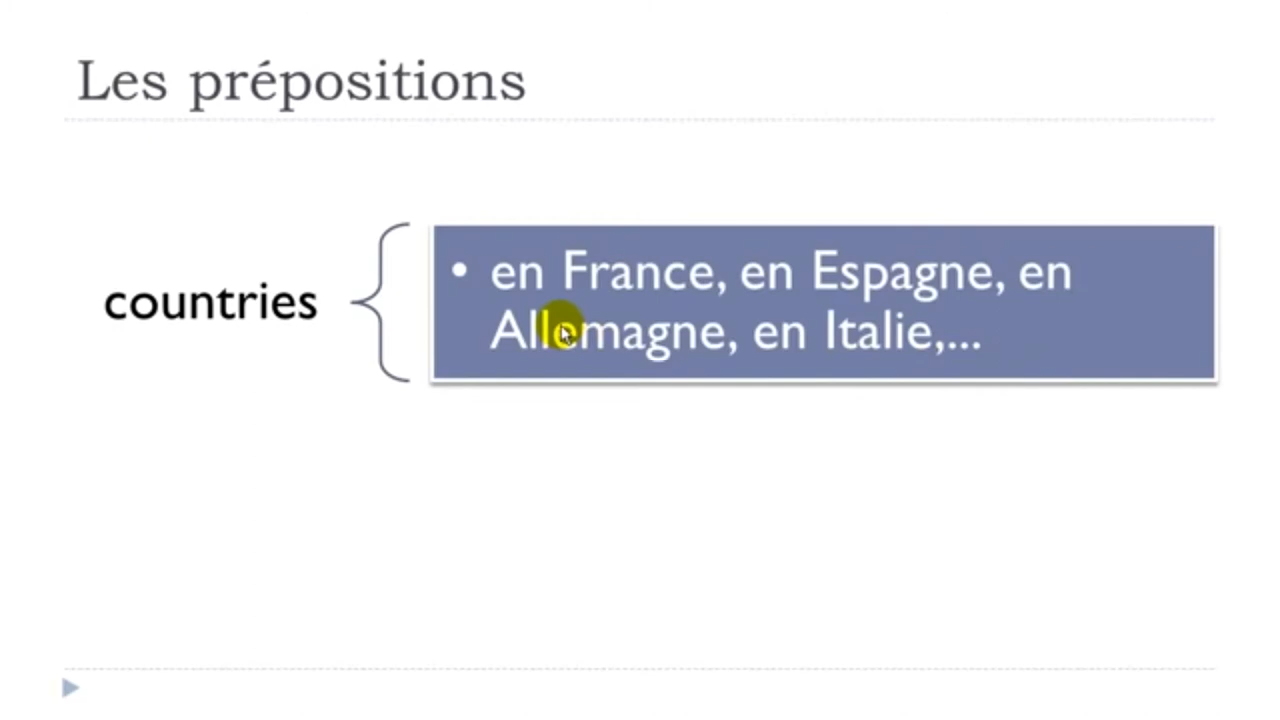 Les prépositions
countries
• en France, en Espagne, en
Allemagne, en Italie,...